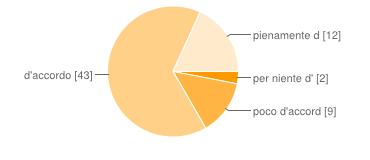 pienamente d [12]
d'accordo [43]
per niente d' [2]
poco d'accord [9]